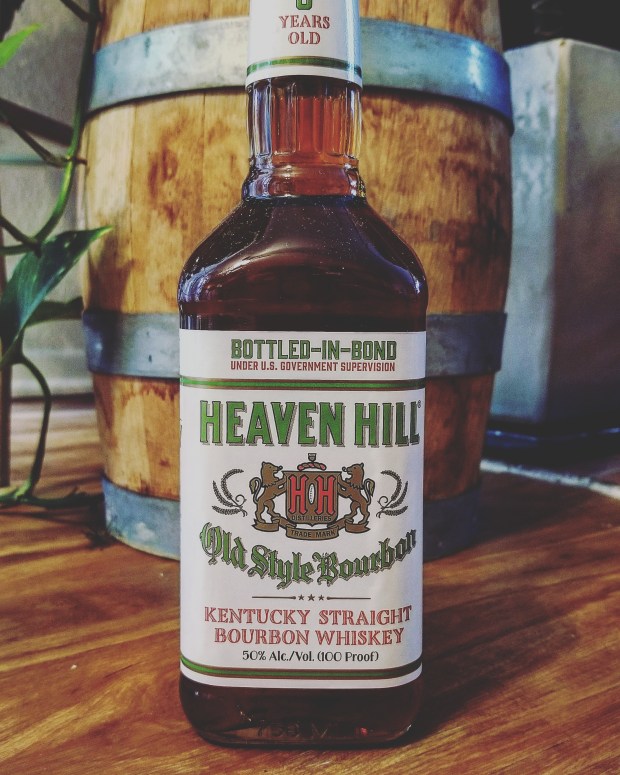 YEARS
OLD
BOTTLED-IN-BOND
UNDER U.S. GOVERNMENT SUPERVISION
HEAVEN HILL®
HH
DISTILLERIES
TRADE MARK
Old Style Bourbon
KENTUCKY STRAIGHT
BOURBON WHISKEY
50% Alc./Vol. (100 Proof)